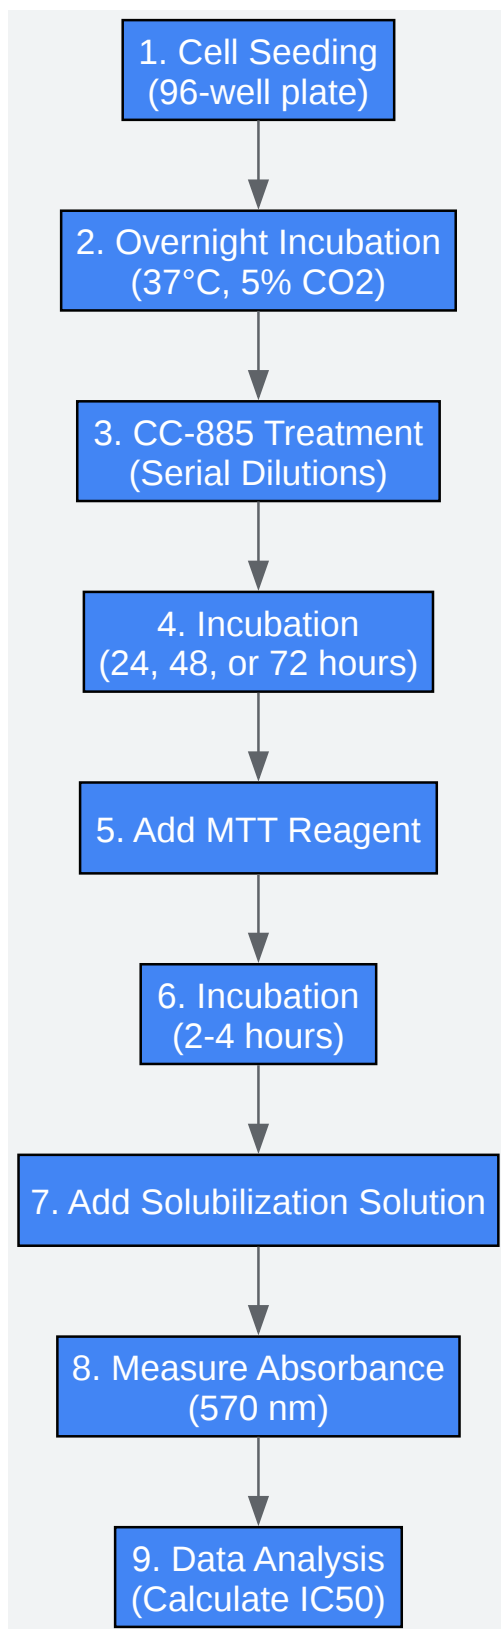 1. Cell Seeding
(96-well plate)
2. Overnight Incubation
(37°C, 5% CO2)
3. CC-885 Treatment
(Serial Dilutions)
4. Incubation
(24, 48, or 72 hours)
5. Add MTT Reagent
6. Incubation
(2-4 hours)
7. Add Solubilization Solution
8. Measure Absorbance
(570 nm)
9. Data Analysis
(Calculate IC50)